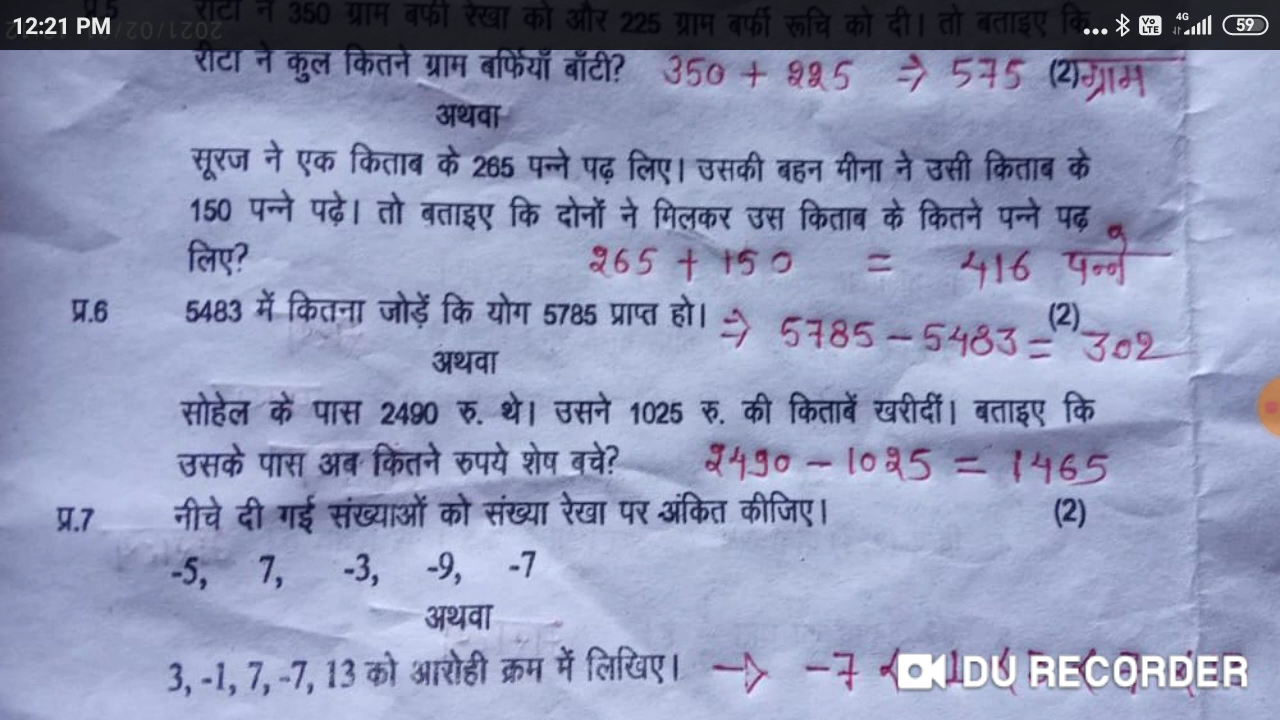 12:21 PM ... Vo LTE 4G 59
रीटा ने 350 ग्राम बर्फी रेखा को और 225 ग्राम बर्फी रूचि को दी। तो बताइए कि
रीटा ने कुल कितने ग्राम बर्फियाँ बाँटी? 350 + 225 ⇒ 575 (2) ग्राम
अथवा
सूरज ने एक किताब के 265 पन्ने पढ़ लिए। उसकी बहन मीना ने उसी किताब के
150 पन्ने पढ़े। तो बताइए कि दोनों ने मिलकर उस किताब के कितने पन्ने पढ़
लिए? 265 + 150 = 416 पन्ने
प्र.6 5483 में कितना जोड़ें कि योग 5785 प्राप्त हो। (2) ⇒ 5785 - 5483 = 302
अथवा
सोहेल के पास 2490 रु. थे। उसने 1025 रु. की किताबें खरीदीं। बताइए कि
उसके पास अब कितने रुपये शेष बचे? 2490 - 1025 = 1465
प्र.7 नीचे दी गई संख्याओं को संख्या रेखा पर अंकित कीजिए। (2)
-5, 7, -3, -9, -7
अथवा
3, -1, 7, -7, 13 को आरोही क्रम में लिखिए। → -7 <
DU RECORDER